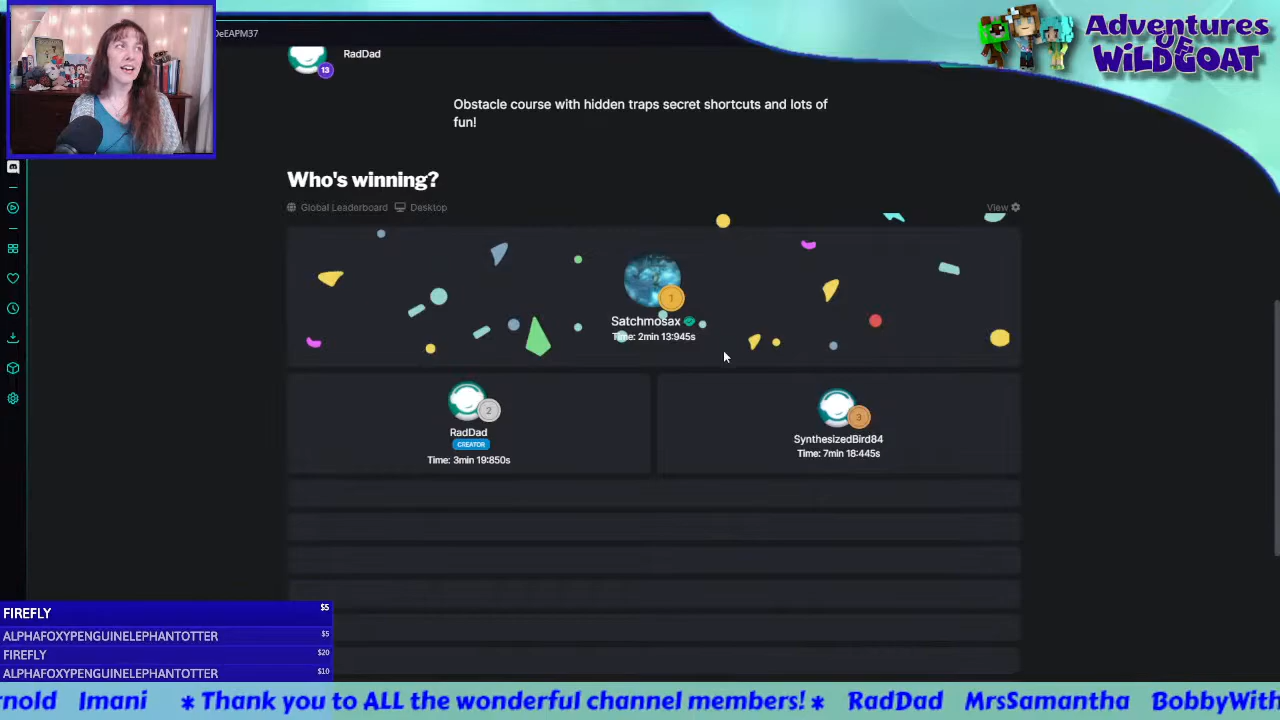 eEAPM37
Adventures
OF
WiLDGOAT
RadDad
13
Obstacle course with hidden traps secret shortcuts and lots of
fun!
Who's winning?
Global Leaderboard Desktop
View
1
Satchmosax
Time: 2min 13:945s
2
RadDad
CREATOR
Time: 3min 19:850s
3
SynthesizedBird84
Time: 7min 18:445s
FIREFLY $5
ALPHAFOXYPENGUINELEPHANTOTTER $5
FIREFLY $20
ALPHAFOXYPENGUINELEPHANTOTTER $10
rnold Imani * Thank you to ALL the wonderful channel members! * RadDad MrsSamantha BobbyWith